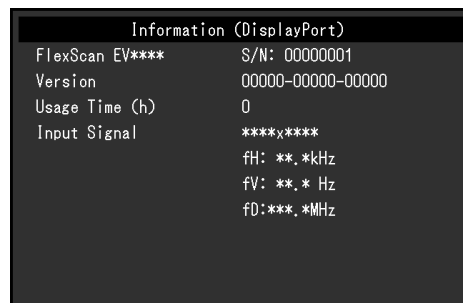 Information (DisplayPort)
FlexScan EV**** S/N: 00000001
Version 00000-00000-00000
Usage Time (h) 0
Input Signal ****x****
fH: **.*kHz
fV: **.* Hz
fD:***.*MHz